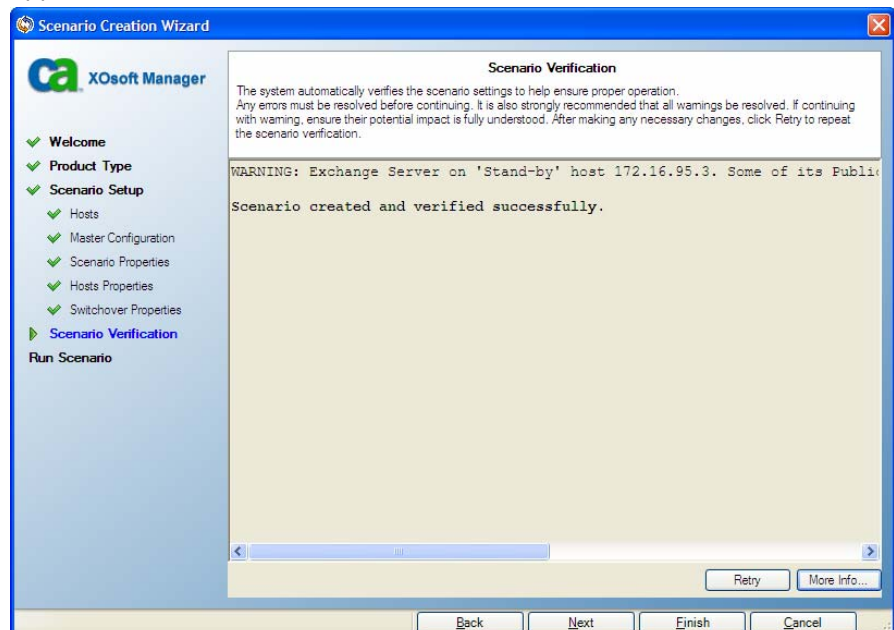 Scenario Creation Wizard
ca
XOsoft Manager
Welcome
Product Type
Scenario Setup
Hosts
Master Configuration
Scenario Properties
Hosts Properties
Switchover Properties
Scenario Verification
Run Scenario
Scenario Verification
The system automatically verifies the scenario settings to help ensure proper operation.
Any errors must be resolved before continuing. It is also strongly recommended that all warnings be resolved. If continuing
with warning, ensure their potential impact is fully understood. After making any necessary changes, click Retry to repeat
the scenario verification.
WARNING: Exchange Server on 'Stand-by' host 172.16.95.3. Some of its Public
Scenario created and verified successfully.
Retry
More Info...
Back
Next
Finish
Cancel